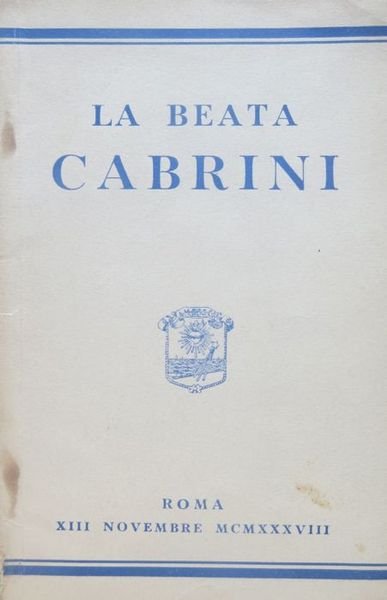 LA BEATA
CABRINI
ROMA
XIII NOVEMBRE MCMXXXVIII